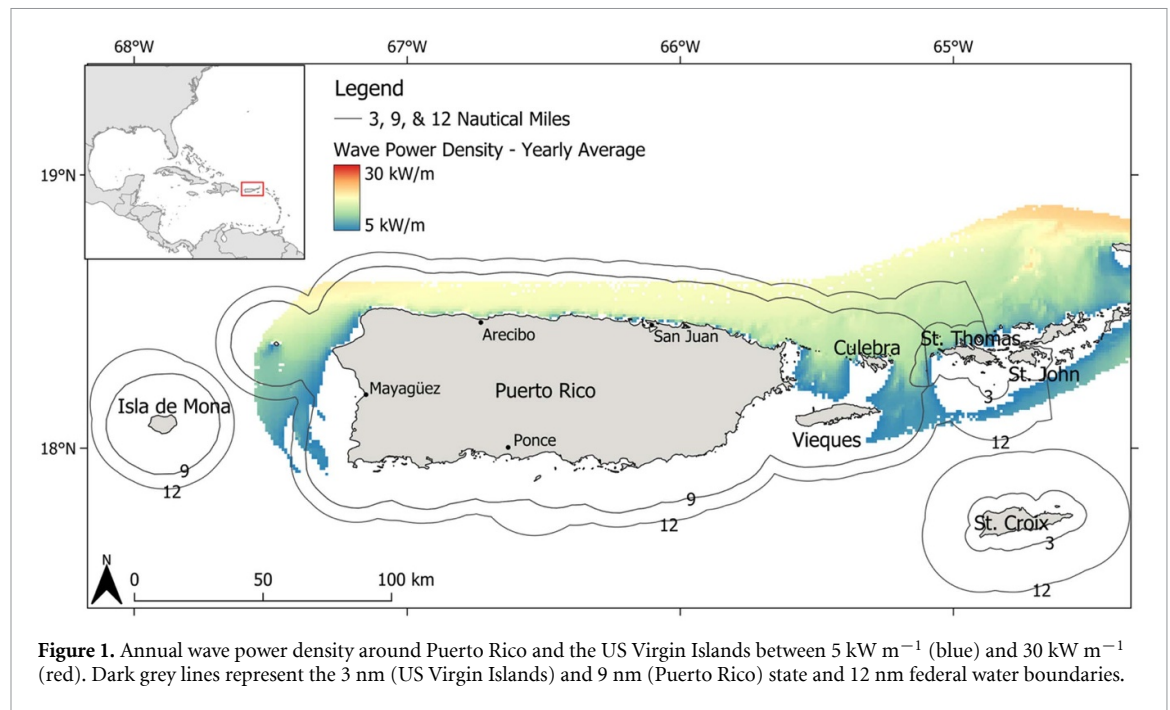 68°W 67°W 66°W 65°W
Legend
3, 9, & 12 Nautical Miles
Wave Power Density - Yearly Average
30 kW/m
5 kW/m
19°N
18°N
Arecibo
San Juan
Culebra
St. Thomas
St. John
3
12
Mayagüez
Puerto Rico
Isla de Mona
9
12
Ponce
Vieques
9
12
St. Croix
3
12
N
0 50 100 km
Figure 1. Annual wave power density around Puerto Rico and the US Virgin Islands between 5 kW m−1 (blue) and 30 kW m−1
(red). Dark grey lines represent the 3 nm (US Virgin Islands) and 9 nm (Puerto Rico) state and 12 nm federal water boundaries.